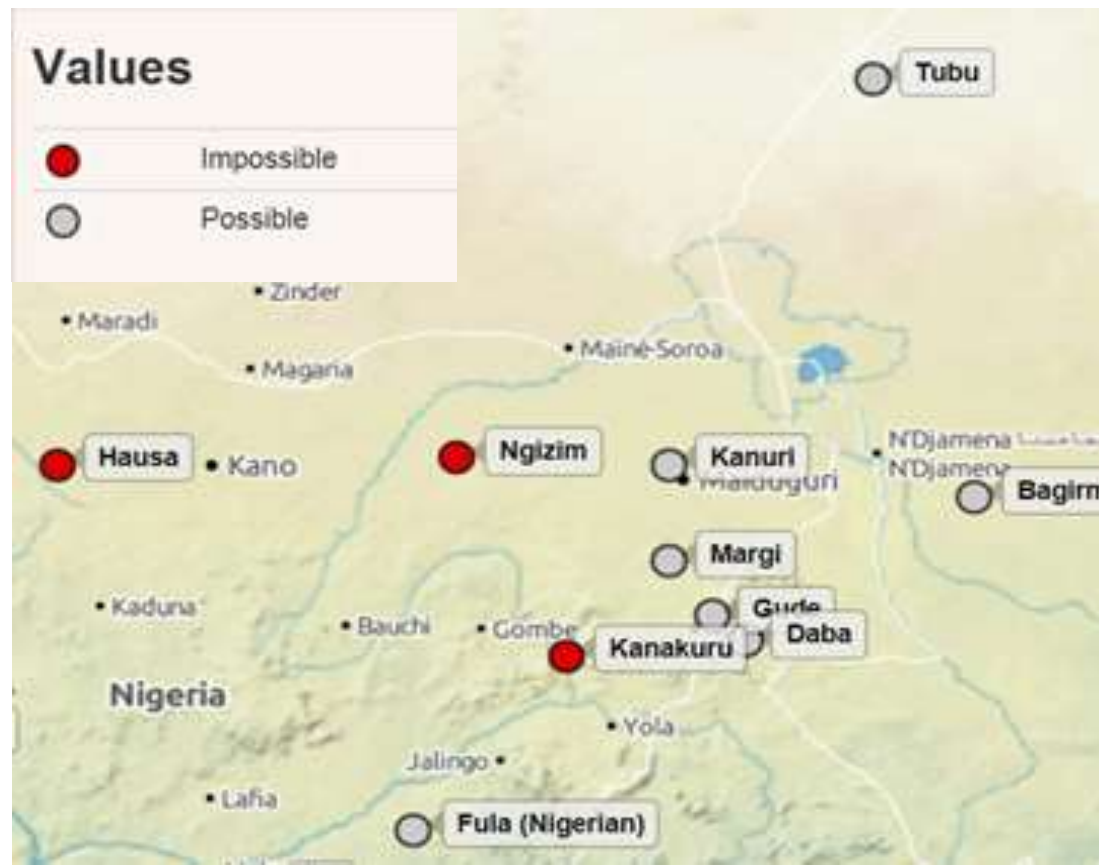 Values
Impossible
Possible
Tubu
Zinder
Maradi
Maïné-Soroa
Magaria
N'Djamena
Hausa
Kano
Ngizim
Kanuri
Maiduguri
N'Djamena
Bagirm
Margi
Kaduna
Gude
Bauchi
Gombe
Daba
Kanakuru
Nigeria
Yola
Jalingo
Lafia
Fula (Nigerian)